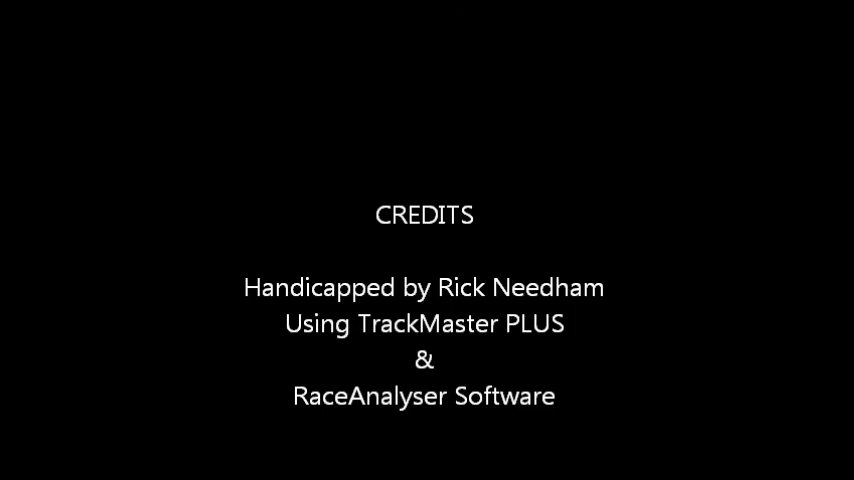 CREDITS
Handicapped by Rick Needham
Using TrackMaster PLUS
&
RaceAnalyser Software